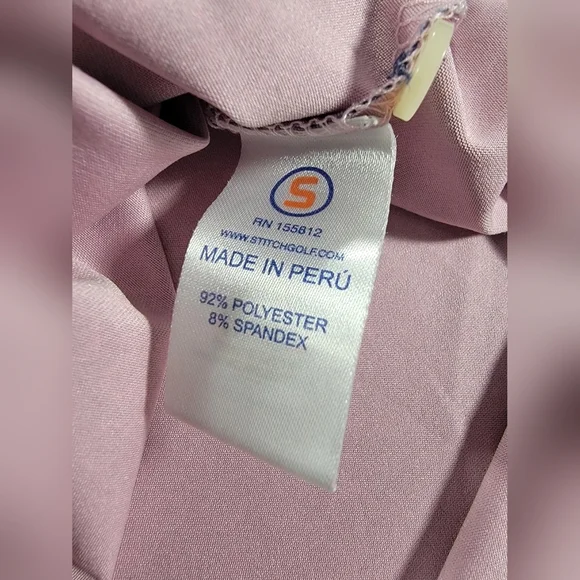 S
RN 155812
WWW.STITCHGOLF.COM
MADE IN PERÚ
92% POLYESTER
8% SPANDEX